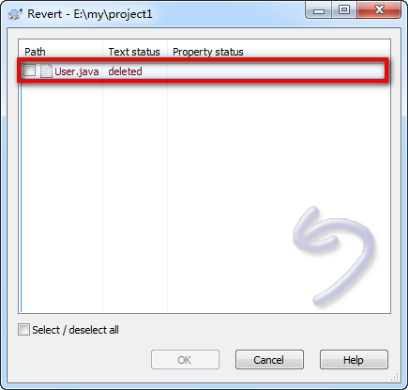 Revert - E:\my\project1
Path Text status Property status
User.java deleted
Select / deselect all
OK Cancel Help